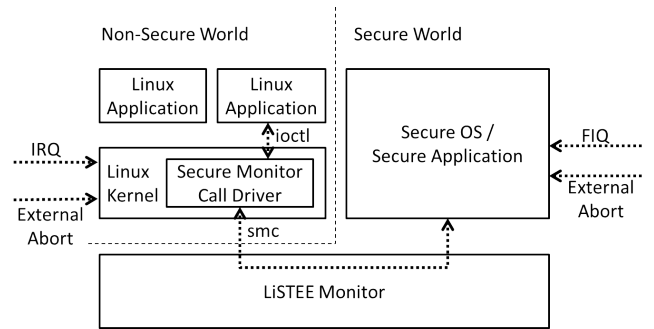 Non-Secure World
Secure World
Linux
Application
Linux
Application
ioctl
IRQ
Linux
Kernel
Secure Monitor
Call Driver
External
Abort
smc
Secure OS /
Secure Application
FIQ
External
Abort
LiSTEE Monitor